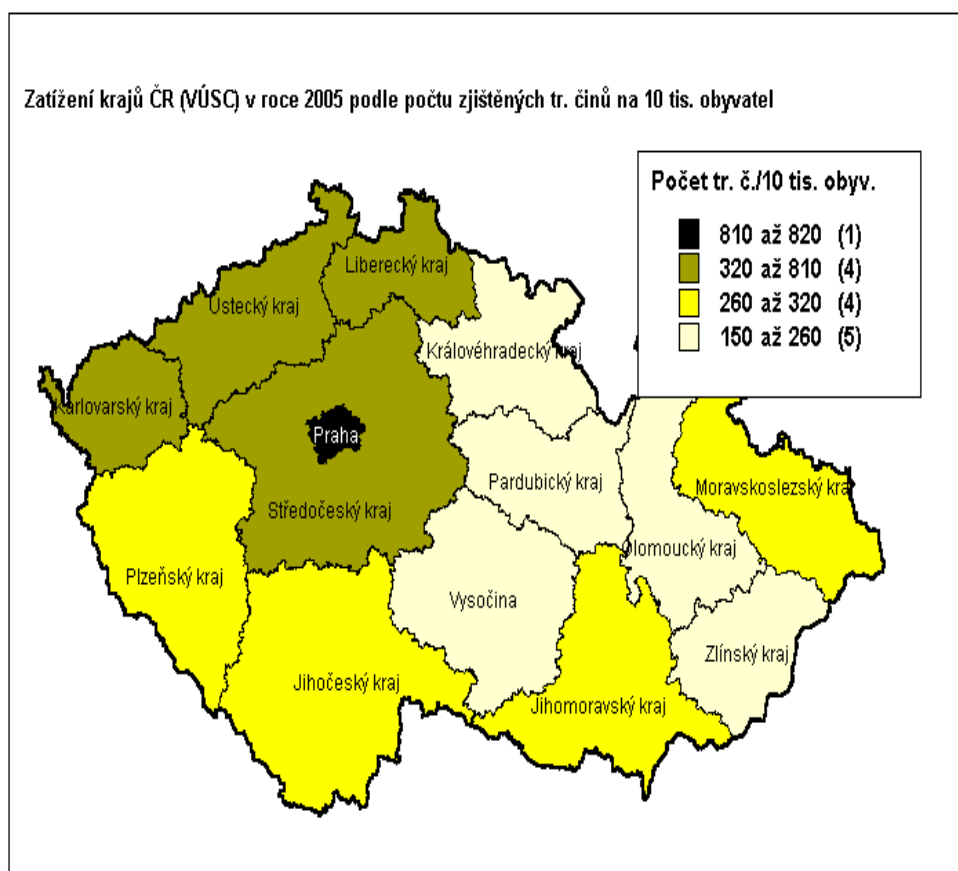 Zatížení krajů ČR (VÚSC) v roce 2005 podle počtu zjištěných tr. činů na 10 tis. obyvatel
Počet tr. č./10 tis. obyv.
810 až 820 (1)
320 až 810 (4)
260 až 320 (4)
150 až 260 (5)
Liberecký kraj
Ústecký kraj
Královéhradecký kraj
Karlovarský kraj
Praha
Pardubický kraj
Moravskoslezský kraj
Středočeský kraj
Olomoucký kraj
Plzeňský kraj
Vysočina
Zlínský kraj
Jihočeský kraj
Jihomoravský kraj